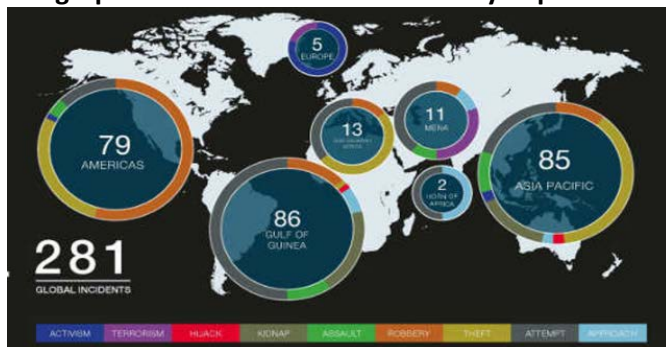 5
EUROPE
79
AMERICAS
13
11
MENA
85
ASIA PACIFIC
2
HORN OF
AFRICA
86
GULF OF
GUINEA
281
GLOBAL INCIDENTS
ACTIVISM TERRORISM HIJACK KIDNAP ASSAULT ROBBERY THEFT ATTEMPT APPROACH